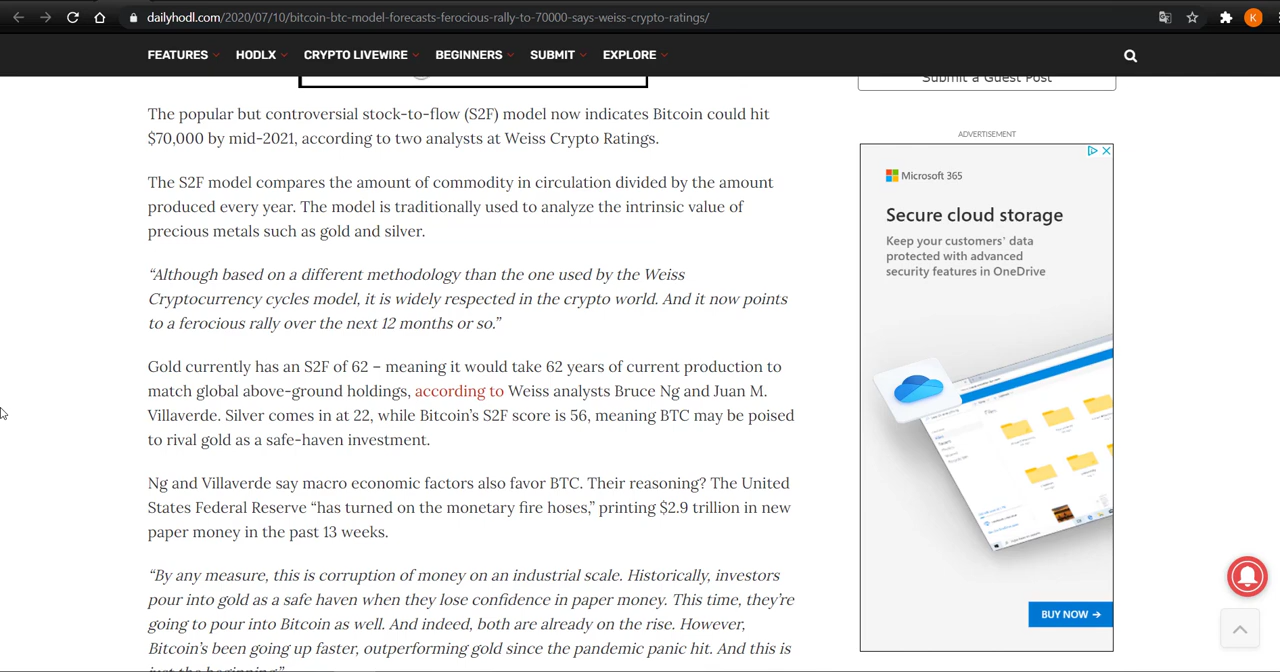 dailyhodl.com/2020/07/10/bitcoin-btc-model-forecasts-ferocious-rally-to-70000-says-weiss-crypto-ratings/
K
FEATURES HODLX CRYPTO LIVEWIRE BEGINNERS SUBMIT EXPLORE
Submit a Guest Post
The popular but controversial stock-to-flow (S2F) model now indicates Bitcoin could hit
$70,000 by mid-2021, according to two analysts at Weiss Crypto Ratings.
The S2F model compares the amount of commodity in circulation divided by the amount
produced every year. The model is traditionally used to analyze the intrinsic value of
precious metals such as gold and silver.
“Although based on a different methodology than the one used by the Weiss
Cryptocurrency cycles model, it is widely respected in the crypto world. And it now points
to a ferocious rally over the next 12 months or so.”
Gold currently has an S2F of 62 – meaning it would take 62 years of current production to
match global above-ground holdings, according to Weiss analysts Bruce Ng and Juan M.
Villaverde. Silver comes in at 22, while Bitcoin’s S2F score is 56, meaning BTC may be poised
to rival gold as a safe-haven investment.
Ng and Villaverde say macro economic factors also favor BTC. Their reasoning? The United
States Federal Reserve “has turned on the monetary fire hoses,” printing $2.9 trillion in new
paper money in the past 13 weeks.
“By any measure, this is corruption of money on an industrial scale. Historically, investors
pour into gold as a safe haven when they lose confidence in paper money. This time, they’re
going to pour into Bitcoin as well. And indeed, both are already on the rise. However,
Bitcoin’s been going up faster, outperforming gold since the pandemic panic hit. And this is
just the beginning.”
ADVERTISEMENT
Microsoft 365
Secure cloud storage
Keep your customers’ data
protected with advanced
security features in OneDrive
Files
BUY NOW →